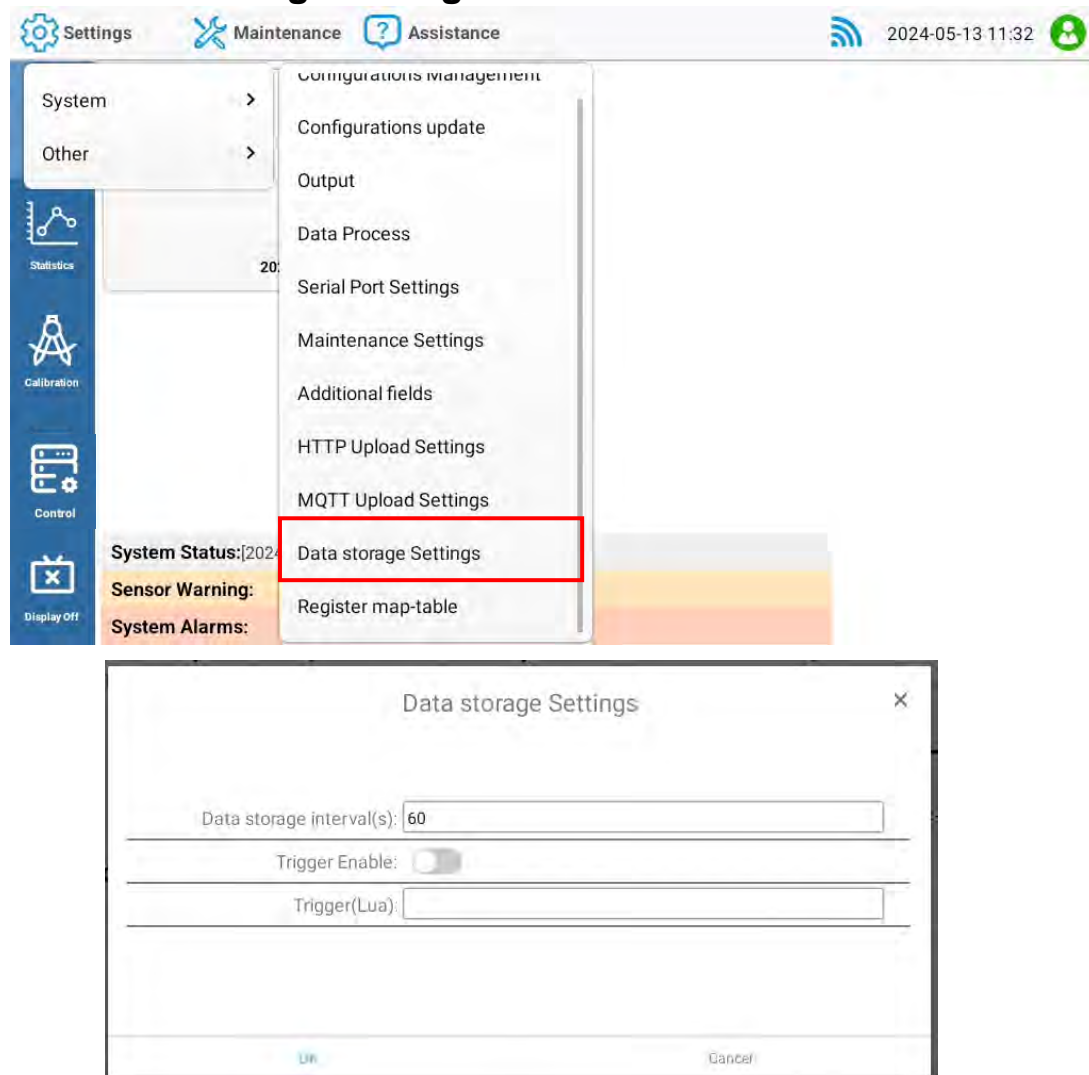 Settings Maintenance Assistance 2024-05-13 11:32
Configurations Management
System >
Configurations update
Other >
Output
Data Process
Statistics
20
Serial Port Settings
Maintenance Settings
Calibration
Additional fields
HTTP Upload Settings
MQTT Upload Settings
Control
System Status:[2024
Data storage Settings
Sensor Warning:
Register map-table
Display Off
System Alarms:
Data storage Settings ×
Data storage interval(s): 60
Trigger Enable:
Trigger(Lua)
Cancel